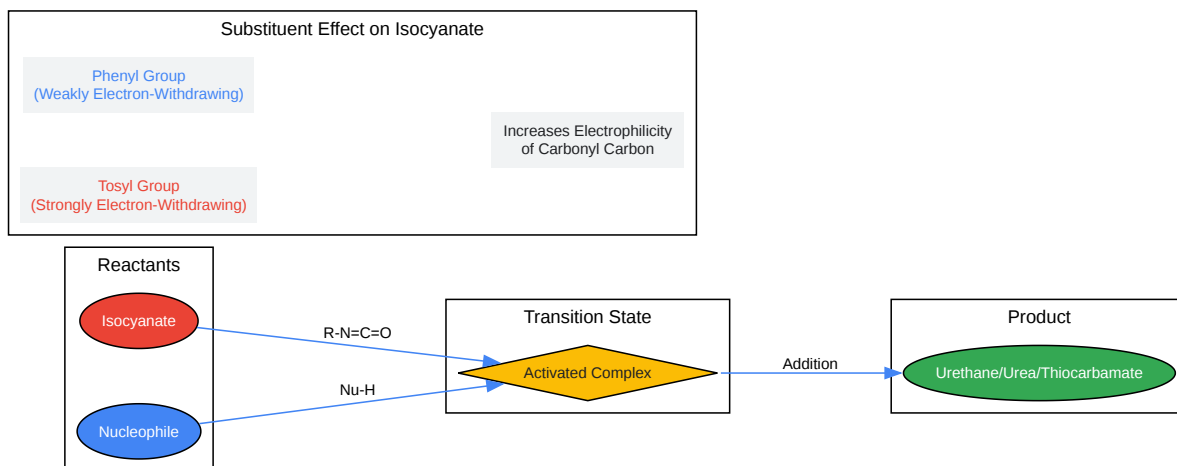 Substituent Effect on Isocyanate
Phenyl Group
(Weakly Electron-Withdrawing)
Increases Electrophilicity
of Carbonyl Carbon
Tosyl Group
(Strongly Electron-Withdrawing)
Reactants
Isocyanate
Nucleophile
R-N=C=O
Nu-H
Transition State
Activated Complex
Addition
Product
Urethane/Urea/Thiocarbamate